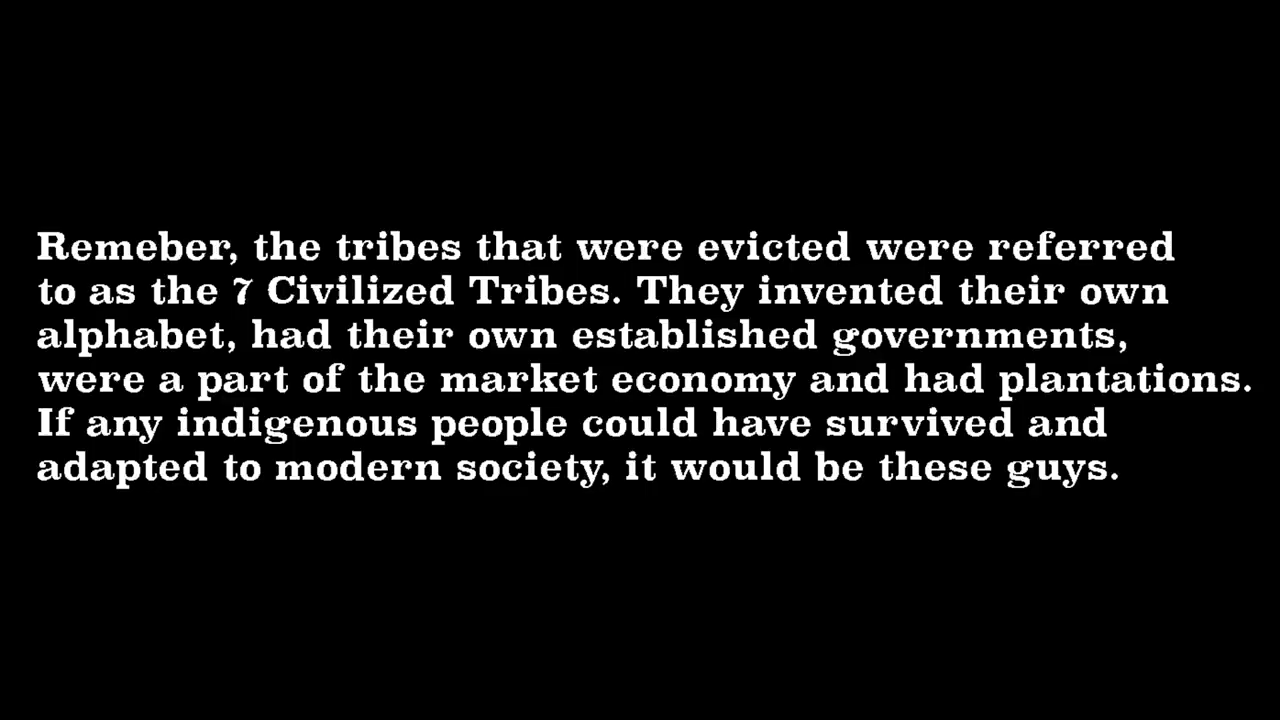 Remeber, the tribes that were evicted were referred
to as the 7 Civilized Tribes. They invented their own
alphabet, had their own established governments,
were a part of the market economy and had plantations.
If any indigenous people could have survived and
adapted to modern society, it would be these guys.